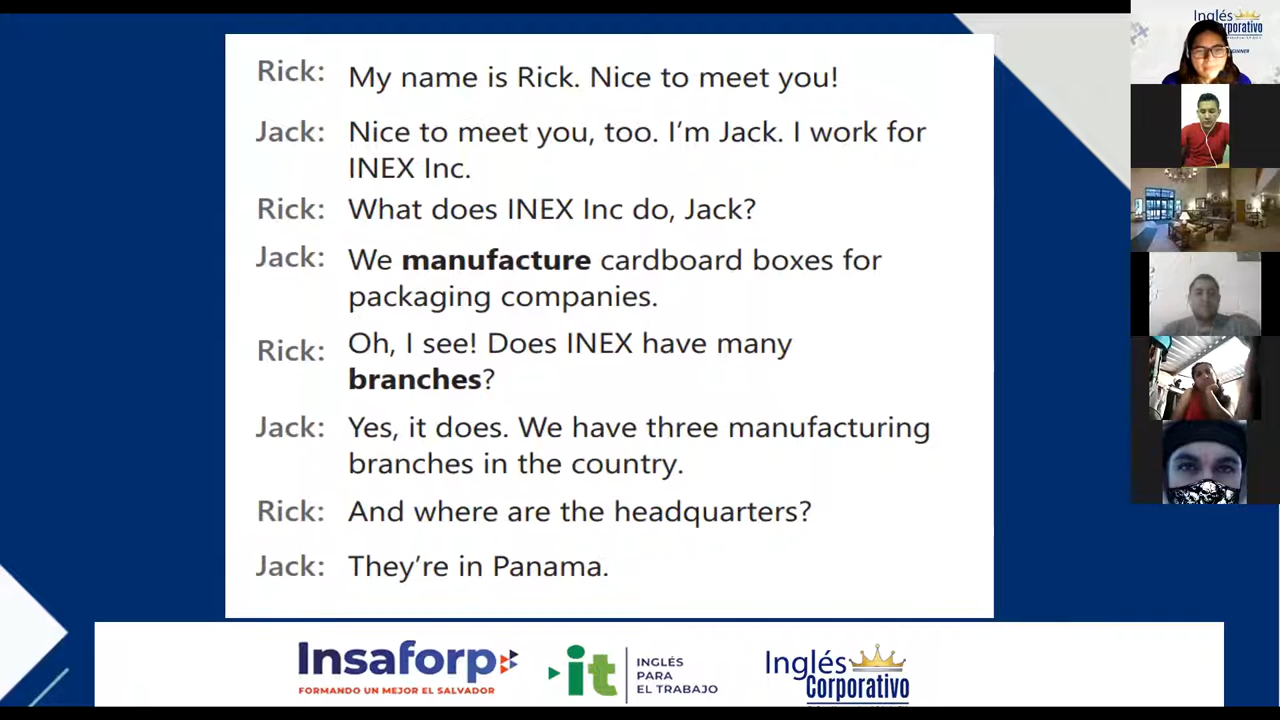 Rick: My name is Rick. Nice to meet you!
Jack: Nice to meet you, too. I'm Jack. I work for
INEX Inc.
Rick: What does INEX Inc do, Jack?
Jack: We manufacture cardboard boxes for
packaging companies.
Rick: Oh, I see! Does INEX have many
branches?
Jack: Yes, it does. We have three manufacturing
branches in the country.
Rick: And where are the headquarters?
Jack: They're in Panama.
Insaforp
FORMANDO UN MEJOR EL SALVADOR
it
INGLÉS
PARA
EL TRABAJO
Inglés
Corporativo
Inglés